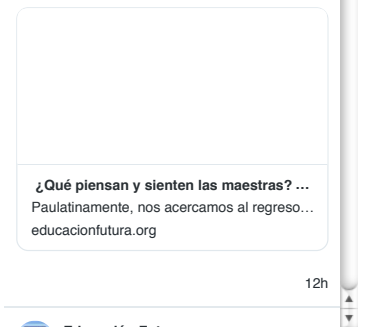 ¿Qué piensan y sienten las maestras? …
Paulatinamente, nos acercamos al regreso…
educacionfutura.org
12h